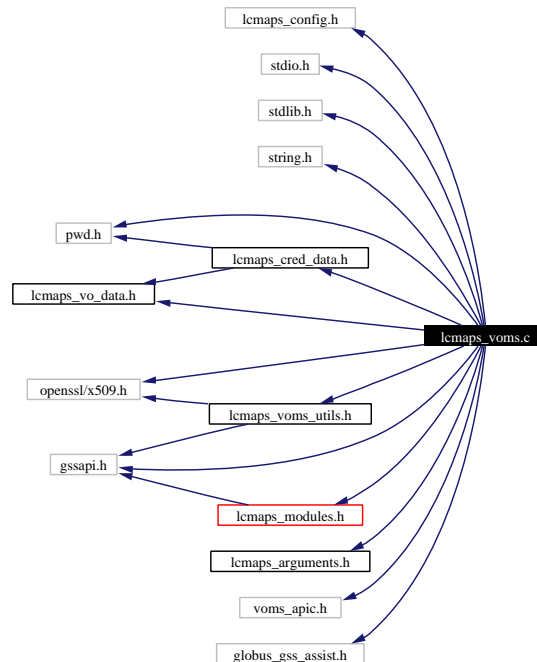 lcmaps_config.h
stdio.h
stdlib.h
string.h
pwd.h
lcmaps_cred_data.h
lcmaps_vo_data.h
lcmaps_voms.c
openssl/x509.h
lcmaps_voms_utils.h
gssapi.h
lcmaps_modules.h
lcmaps_arguments.h
voms_apic.h
globus_gss_assist.h